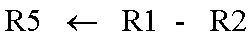 R5 ← R1 - R2